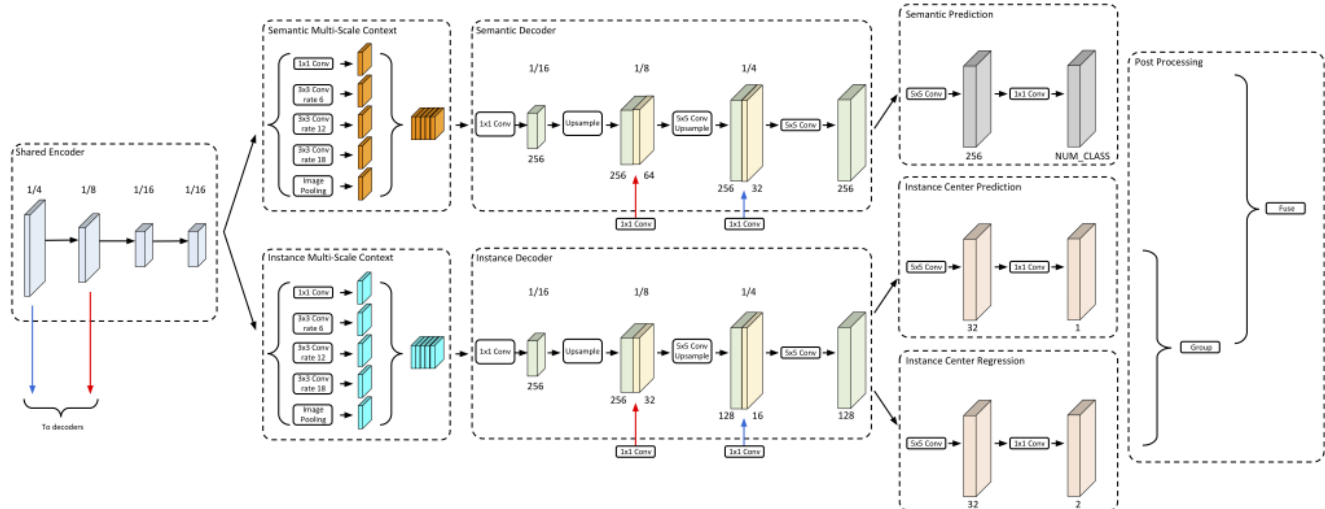 Shared Encoder
1/4
1/8
1/16
1/16
To decoders
Semantic Multi-Scale Context
1x1 Conv
3x3 Conv
rate 6
3x3 Conv
rate 12
3x3 Conv
rate 18
Image
Pooling
Semantic Decoder
1/16
1/8
1/4
1x1 Conv
256
Upsample
256
64
5x5 Conv
Upsample
256
32
5x5 Conv
256
1x1 Conv
1x1 Conv
Instance Multi-Scale Context
1x1 Conv
3x3 Conv
rate 6
3x3 Conv
rate 12
3x3 Conv
rate 18
Image
Pooling
Instance Decoder
1/16
1/8
1/4
1x1 Conv
256
Upsample
256
32
5x5 Conv
Upsample
128
16
5x5 Conv
128
1x1 Conv
1x1 Conv
Semantic Prediction
5x5 Conv
256
1x1 Conv
NUM_CLASS
Instance Center Prediction
5x5 Conv
32
1x1 Conv
1
Instance Center Regression
5x5 Conv
32
1x1 Conv
2
Post Processing
Group
Fuse